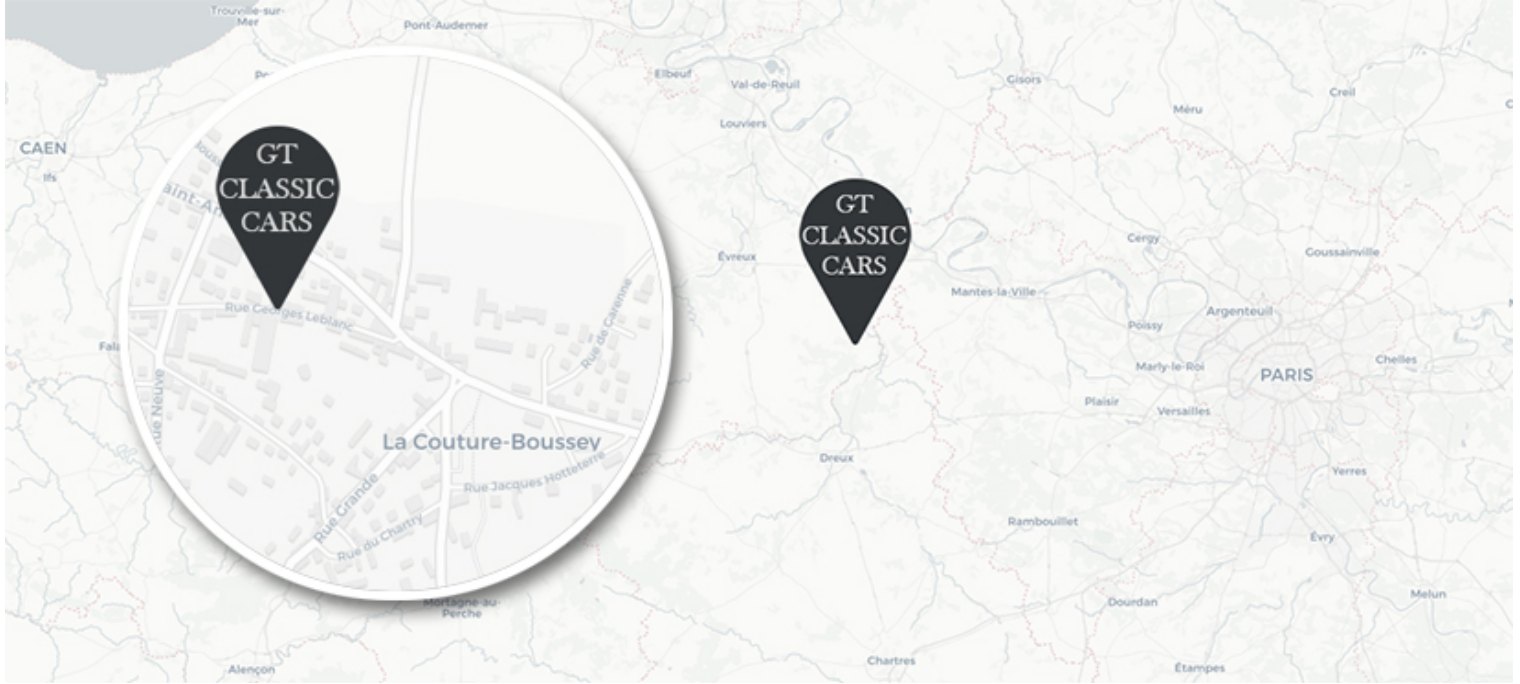 Trouville-sur-
Mer
Pont-Audemer
Elbeuf
Val-de-Reuil
Gisors
Creil
Méru
Louviers
CAEN
Ifs
GT
CLASSIC
CARS
GT
CLASSIC
CARS
Évreux
Cergy
Goussainville
Mantes-la-Ville
Argenteuil
Poissy
Rue Georges Leblanc
Rue de Garenne
Marly-le-Roi
PARIS
Chelles
Plaisir
Versailles
La Couture-Boussey
Dreux
Yerres
Rue Jacques Hotteterre
Rue Grande
Rue du Chartry
Rambouillet
Évry
Mortagne-au-
Perche
Dourdan
Melun
Alençon
Chartres
Étampes